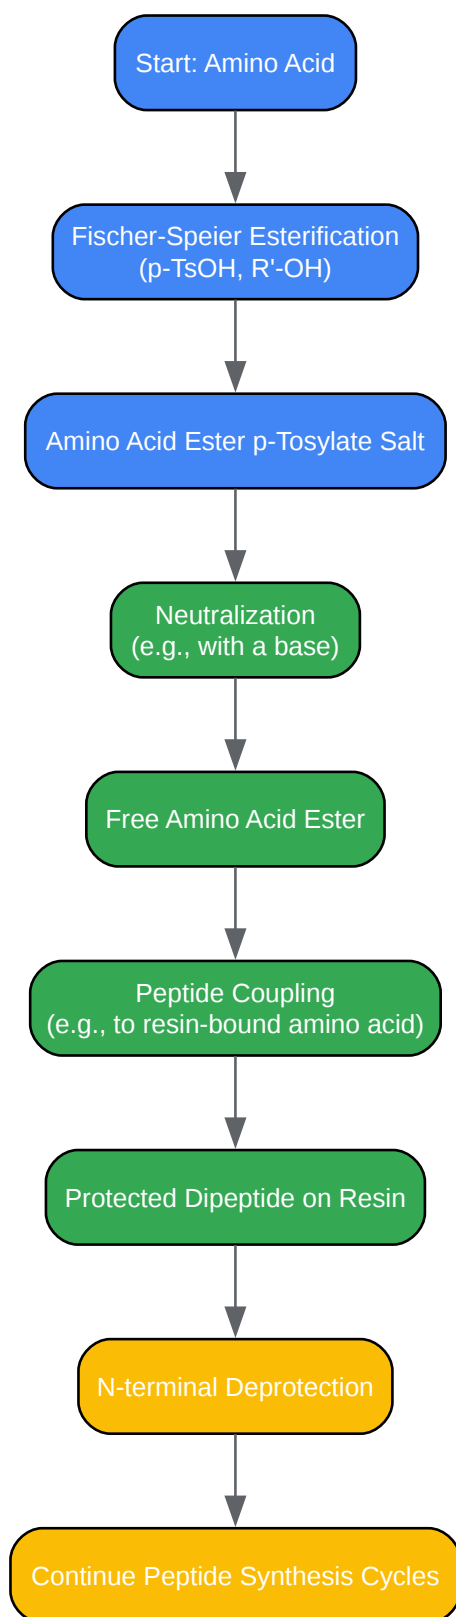 Start: Amino Acid
Fischer-Speier Esterification
(p-TsOH, R'-OH)
Amino Acid Ester p-Tosylate Salt
Neutralization
(e.g., with a base)
Free Amino Acid Ester
Peptide Coupling
(e.g., to resin-bound amino acid)
Protected Dipeptide on Resin
N-terminal Deprotection
Continue Peptide Synthesis Cycles